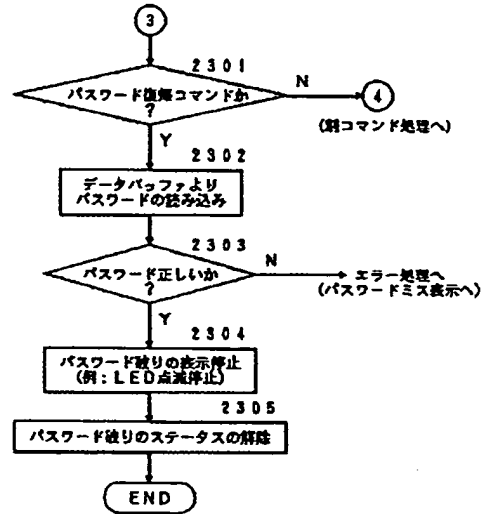 3
2301
パスワード復帰コマンドか
?
N
4
(別コマンド処理へ)
Y
2302
データバッファより
パスワードの読み込み
2303
パスワード正しいか
?
N
エラー処理へ
(パスワードミス表示へ)
Y
2304
パスワード破りの表示停止
(例:LED点滅停止)
2305
パスワード破りのステータスの解除
END